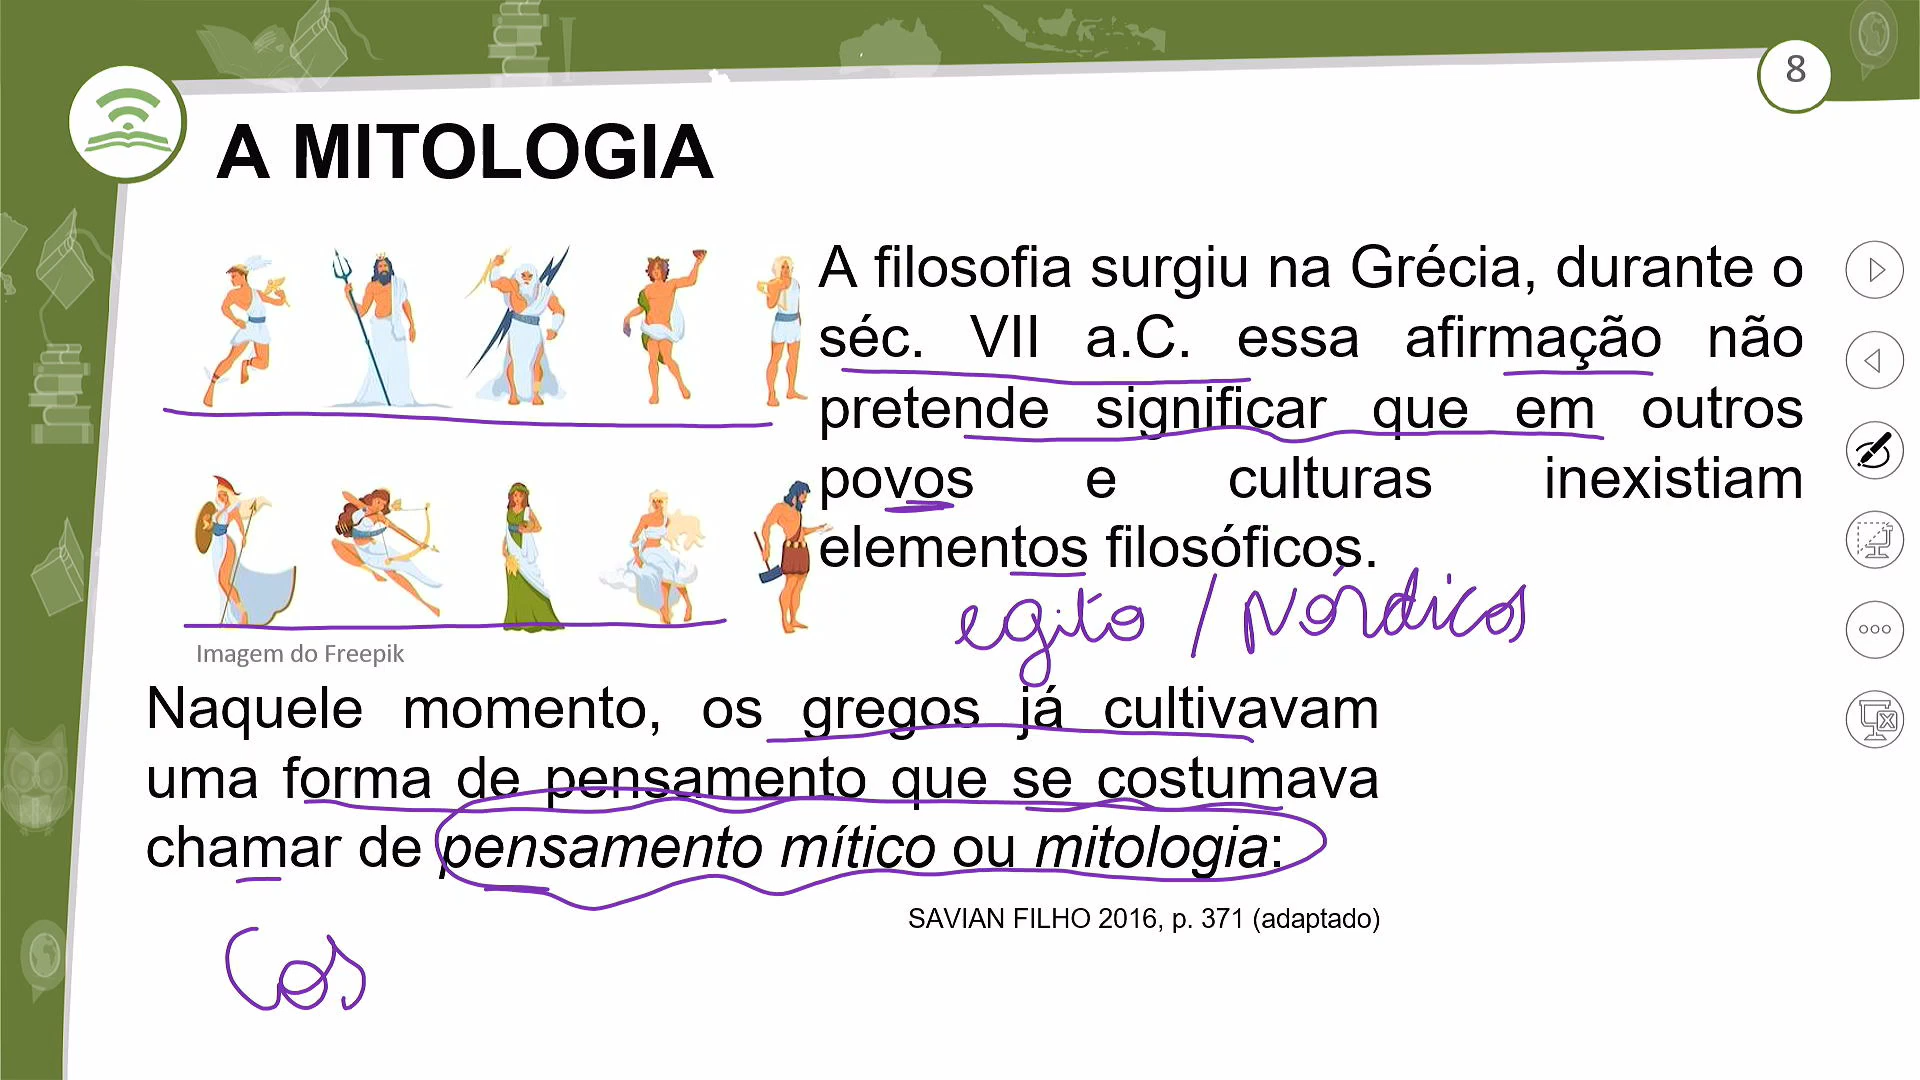 8
A MITOLOGIA
A filosofia surgiu na Grécia, durante o
séc. VII a.C. essa afirmação não
pretende significar que em outros
povos e culturas inexistiam
elementos filosóficos.
egito / Nórdicos
Imagem do Freepik
Naquele momento, os gregos já cultivavam
uma forma de pensamento que se costumava
chamar de pensamento mítico ou mitologia:
SAVIAN FILHO 2016, p. 371 (adaptado)
Cos